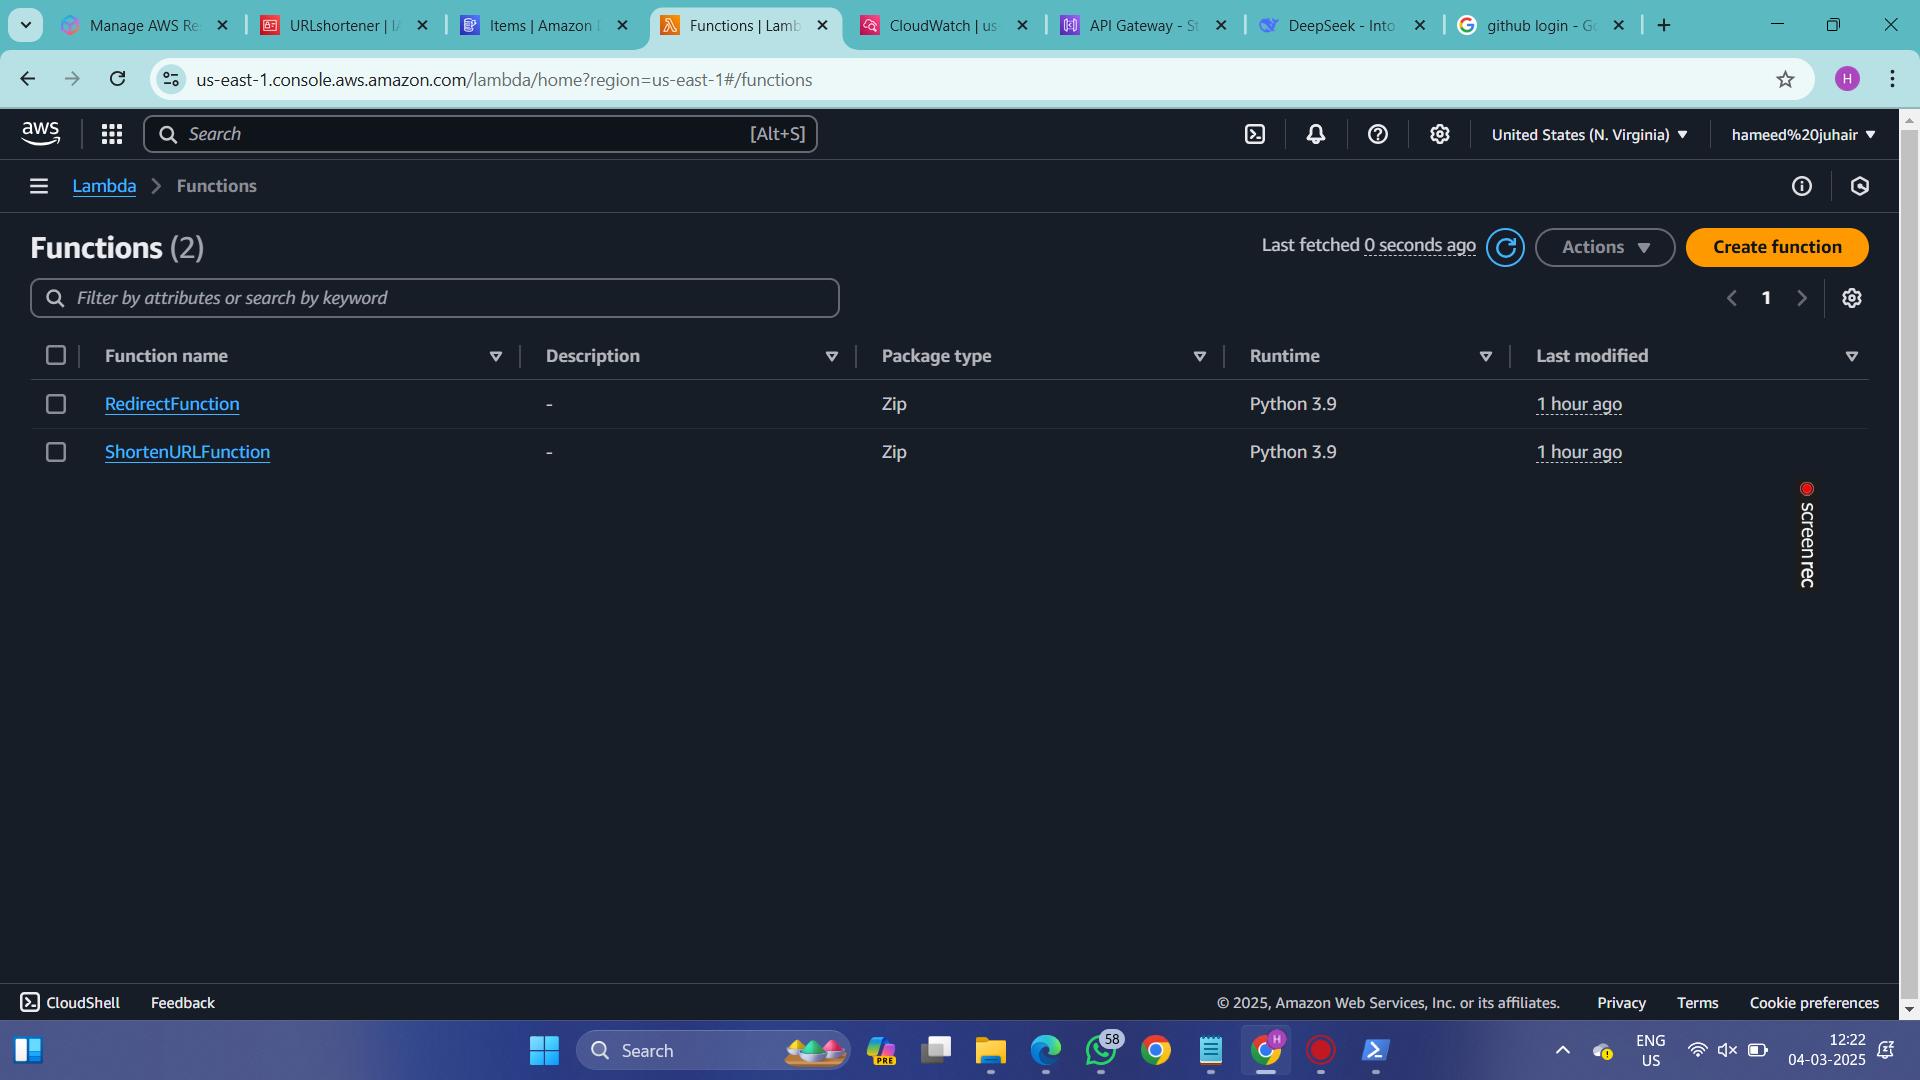 Manage AWS Re
URLshortener | IA
Items | Amazon D
Functions | Lamb
CloudWatch | us-
API Gateway - St
DeepSeek - Into
github login - Go
us-east-1.console.aws.amazon.com/lambda/home?region=us-east-1#/functions
H
aws
Search
[Alt+S]
United States (N. Virginia)
hameed%20juhair
Lambda
Functions
Functions (2)
Last fetched 0 seconds ago
Actions
Create function
Filter by attributes or search by keyword
1
Function name
Description
Package type
Runtime
Last modified
RedirectFunction
-
Zip
Python 3.9
1 hour ago
ShortenURLFunction
-
Zip
Python 3.9
1 hour ago
screenrec
CloudShell
Feedback
© 2025, Amazon Web Services, Inc. or its affiliates.
Privacy
Terms
Cookie preferences
Search
PRE
58
H
ENG
US
12:22
04-03-2025